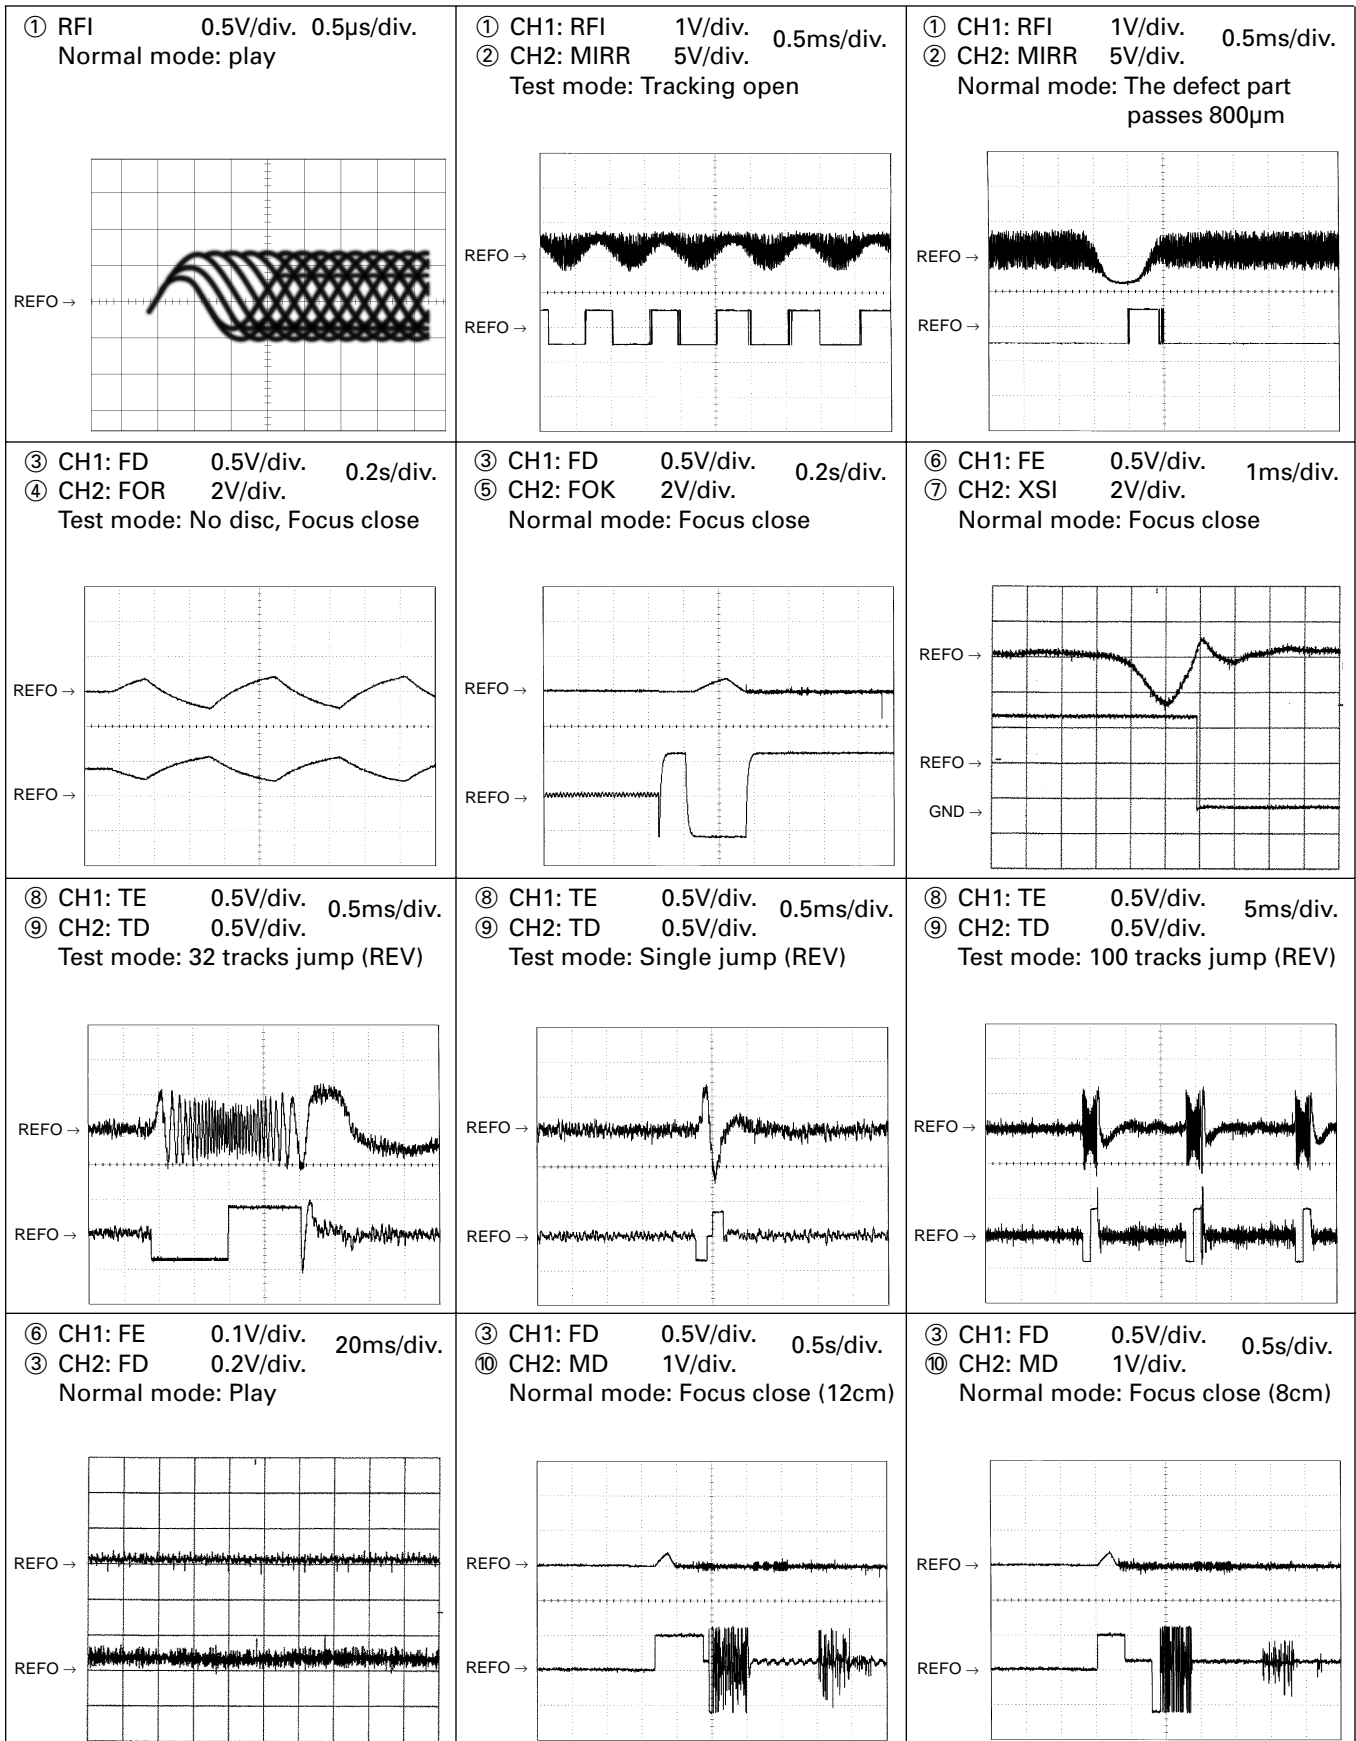 ① RFI 0.5V/div. 0.5µs/div.
Normal mode: play
REFO →
① CH1: RFI 1V/div. 0.5ms/div.
② CH2: MIRR 5V/div.
Test mode: Tracking open
REFO →
REFO →
① CH1: RFI 1V/div. 0.5ms/div.
② CH2: MIRR 5V/div.
Normal mode: The defect part
passes 800µm
REFO →
REFO →
③ CH1: FD 0.5V/div. 0.2s/div.
④ CH2: FOR 2V/div.
Test mode: No disc, Focus close
REFO →
REFO →
③ CH1: FD 0.5V/div. 0.2s/div.
⑤ CH2: FOK 2V/div.
Normal mode: Focus close
REFO →
REFO →
⑥ CH1: FE 0.5V/div. 1ms/div.
⑦ CH2: XSI 2V/div.
Normal mode: Focus close
REFO →
REFO →
GND →
⑧ CH1: TE 0.5V/div. 0.5ms/div.
⑨ CH2: TD 0.5V/div.
Test mode: 32 tracks jump (REV)
REFO →
REFO →
⑧ CH1: TE 0.5V/div. 0.5ms/div.
⑨ CH2: TD 0.5V/div.
Test mode: Single jump (REV)
REFO →
REFO →
⑧ CH1: TE 0.5V/div. 5ms/div.
⑨ CH2: TD 0.5V/div.
Test mode: 100 tracks jump (REV)
REFO →
REFO →
⑥ CH1: FE 0.1V/div. 20ms/div.
③ CH2: FD 0.2V/div.
Normal mode: Play
REFO →
REFO →
③ CH1: FD 0.5V/div. 0.5s/div.
⑩ CH2: MD 1V/div.
Normal mode: Focus close (12cm)
REFO →
REFO →
③ CH1: FD 0.5V/div. 0.5s/div.
⑩ CH2: MD 1V/div.
Normal mode: Focus close (8cm)
REFO →
REFO →